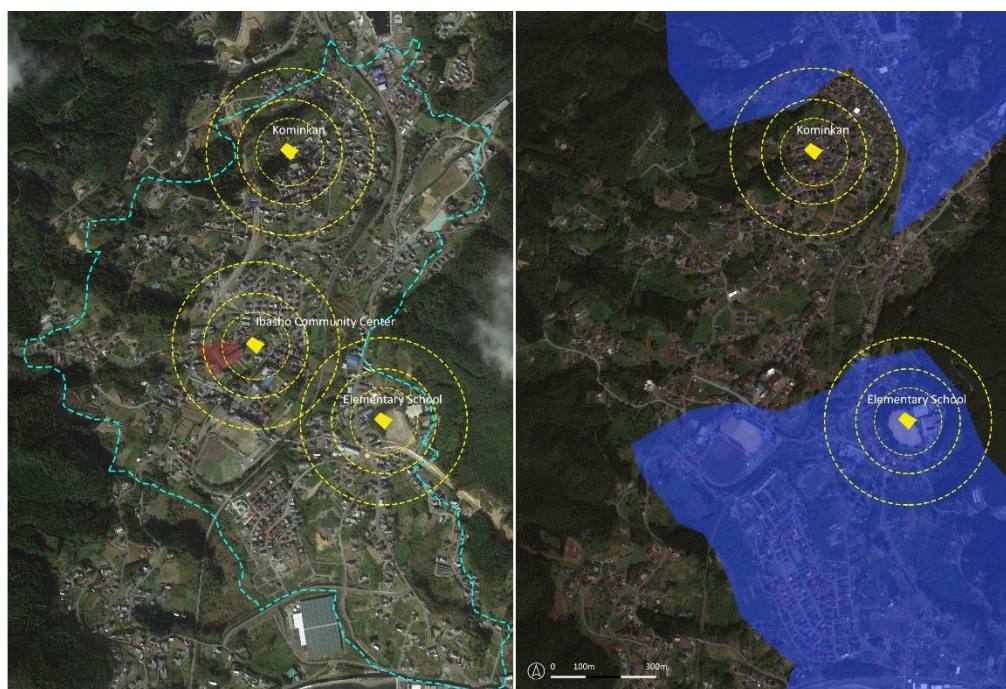 Kominkan
Ibasho Community Center
Elementary School
Kominkan
Elementary School
0 100m 300m